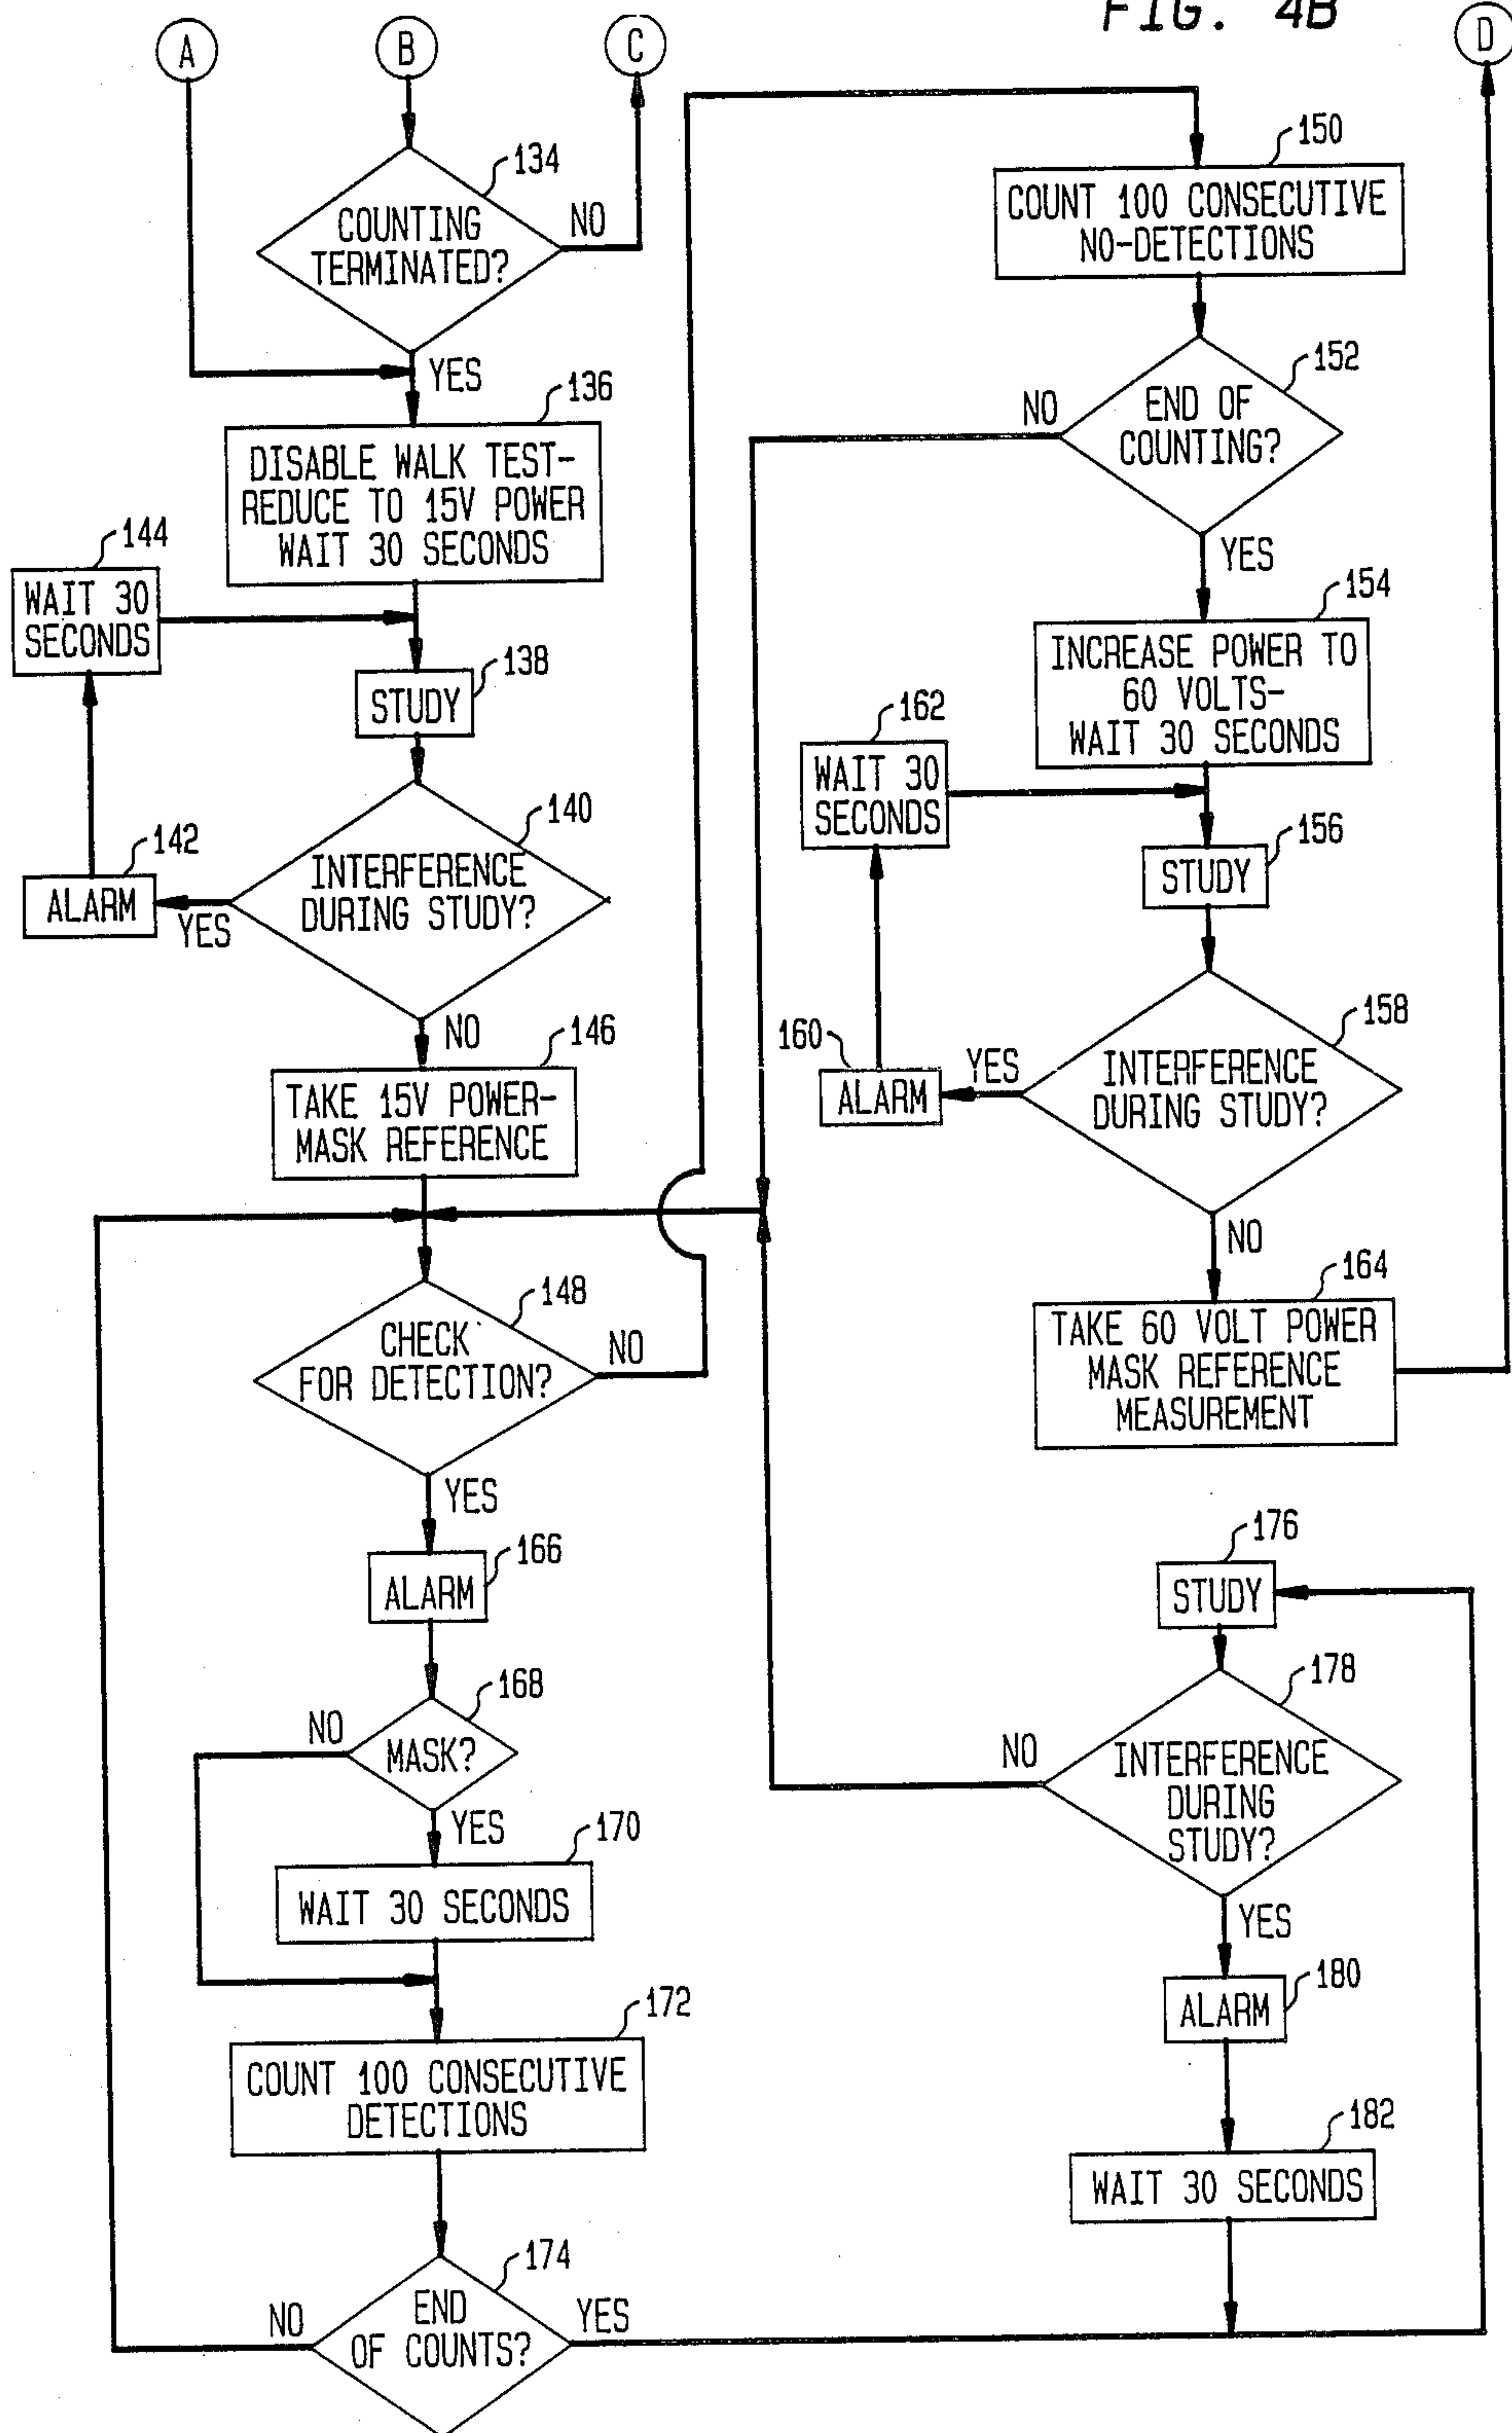 FIG. 4B
A
B
C
D
134
COUNTING
TERMINATED?
NO
YES
136
DISABLE WALK TEST-
REDUCE TO 15V POWER
WAIT 30 SECONDS
144
WAIT 30
SECONDS
138
STUDY
140
INTERFERENCE
DURING STUDY?
142
ALARM
YES
NO
146
TAKE 15V POWER-
MASK REFERENCE
148
CHECK
FOR DETECTION?
NO
YES
166
ALARM
168
MASK?
NO
YES
170
WAIT 30 SECONDS
172
COUNT 100 CONSECUTIVE
DETECTIONS
174
END
OF COUNTS?
NO
YES
150
COUNT 100 CONSECUTIVE
NO-DETECTIONS
152
END OF
COUNTING?
NO
YES
154
INCREASE POWER TO
60 VOLTS-
WAIT 30 SECONDS
162
WAIT 30
SECONDS
156
STUDY
158
INTERFERENCE
DURING STUDY?
160
ALARM
YES
NO
164
TAKE 60 VOLT POWER
MASK REFERENCE
MEASUREMENT
176
STUDY
178
INTERFERENCE
DURING
STUDY?
NO
YES
180
ALARM
182
WAIT 30 SECONDS